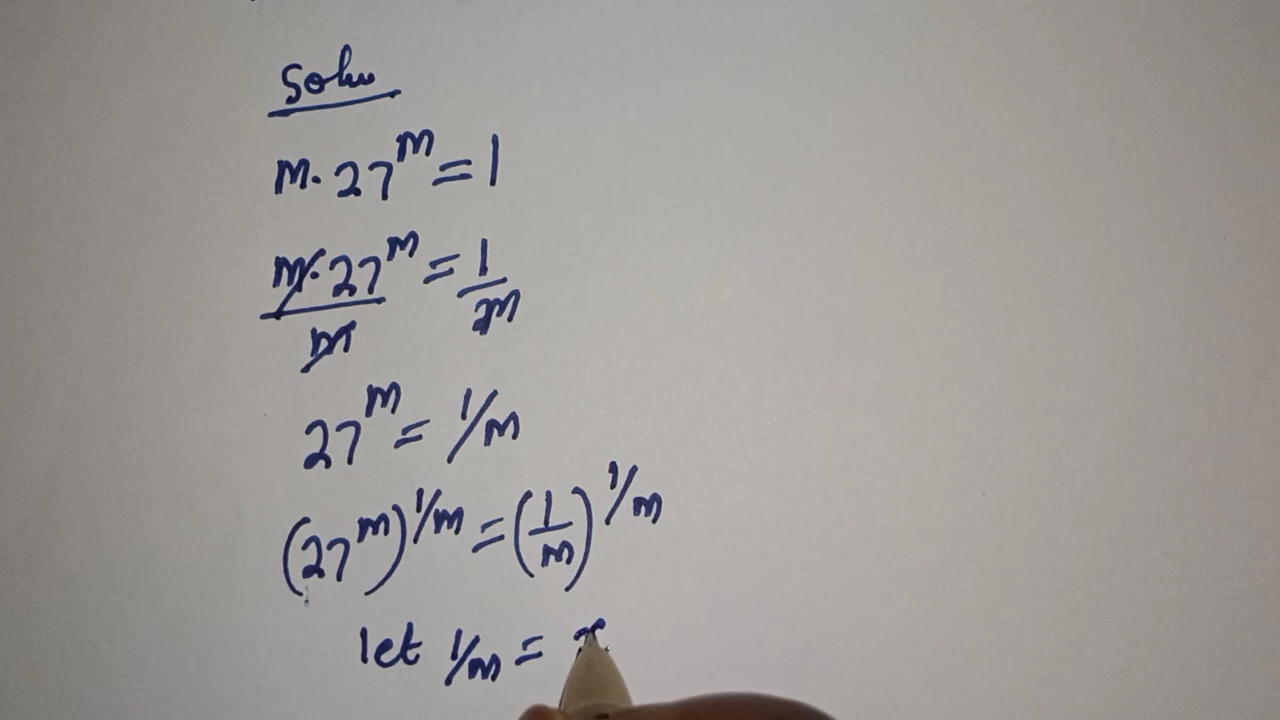 Soln
m·27^m = 1
m·27^m/m = 1/m
27^m = 1/m
(27^m)^1/m = (1/m)^1/m
let 1/m =